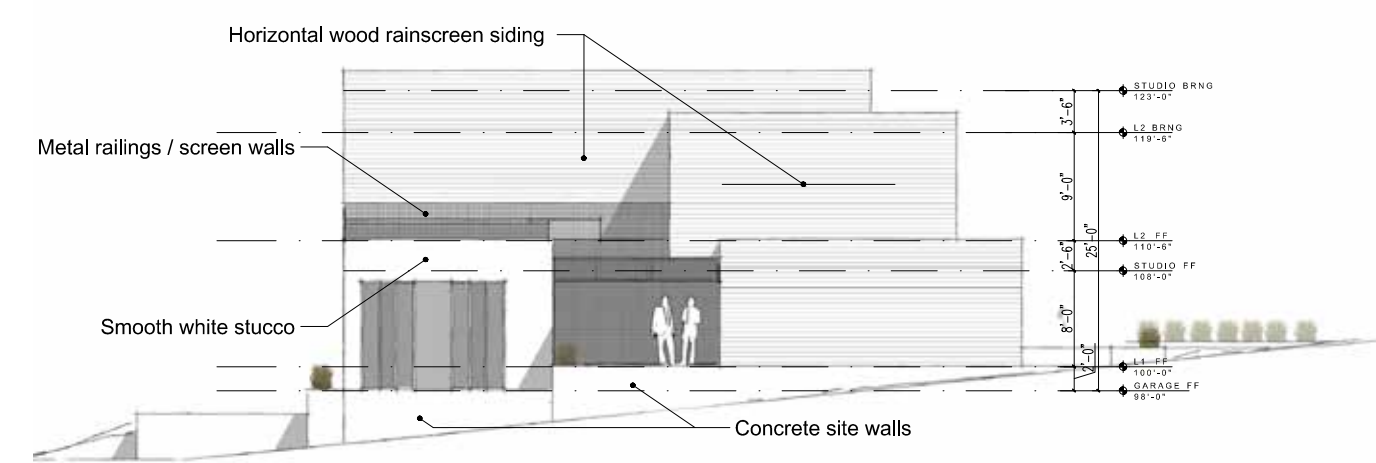 Horizontal wood rainscreen siding
Metal railings / screen walls
Smooth white stucco
Concrete site walls
STUDIO BRNG
123'-0"
L2 BRNG
119'-6"
L2 FF
110'-6"
STUDIO FF
108'-0"
L1 FF
100'-0"
GARAGE FF
98'-0"
3'-6"
9'-0"
2'-6"
25'-0"
8'-0"
2'-0"